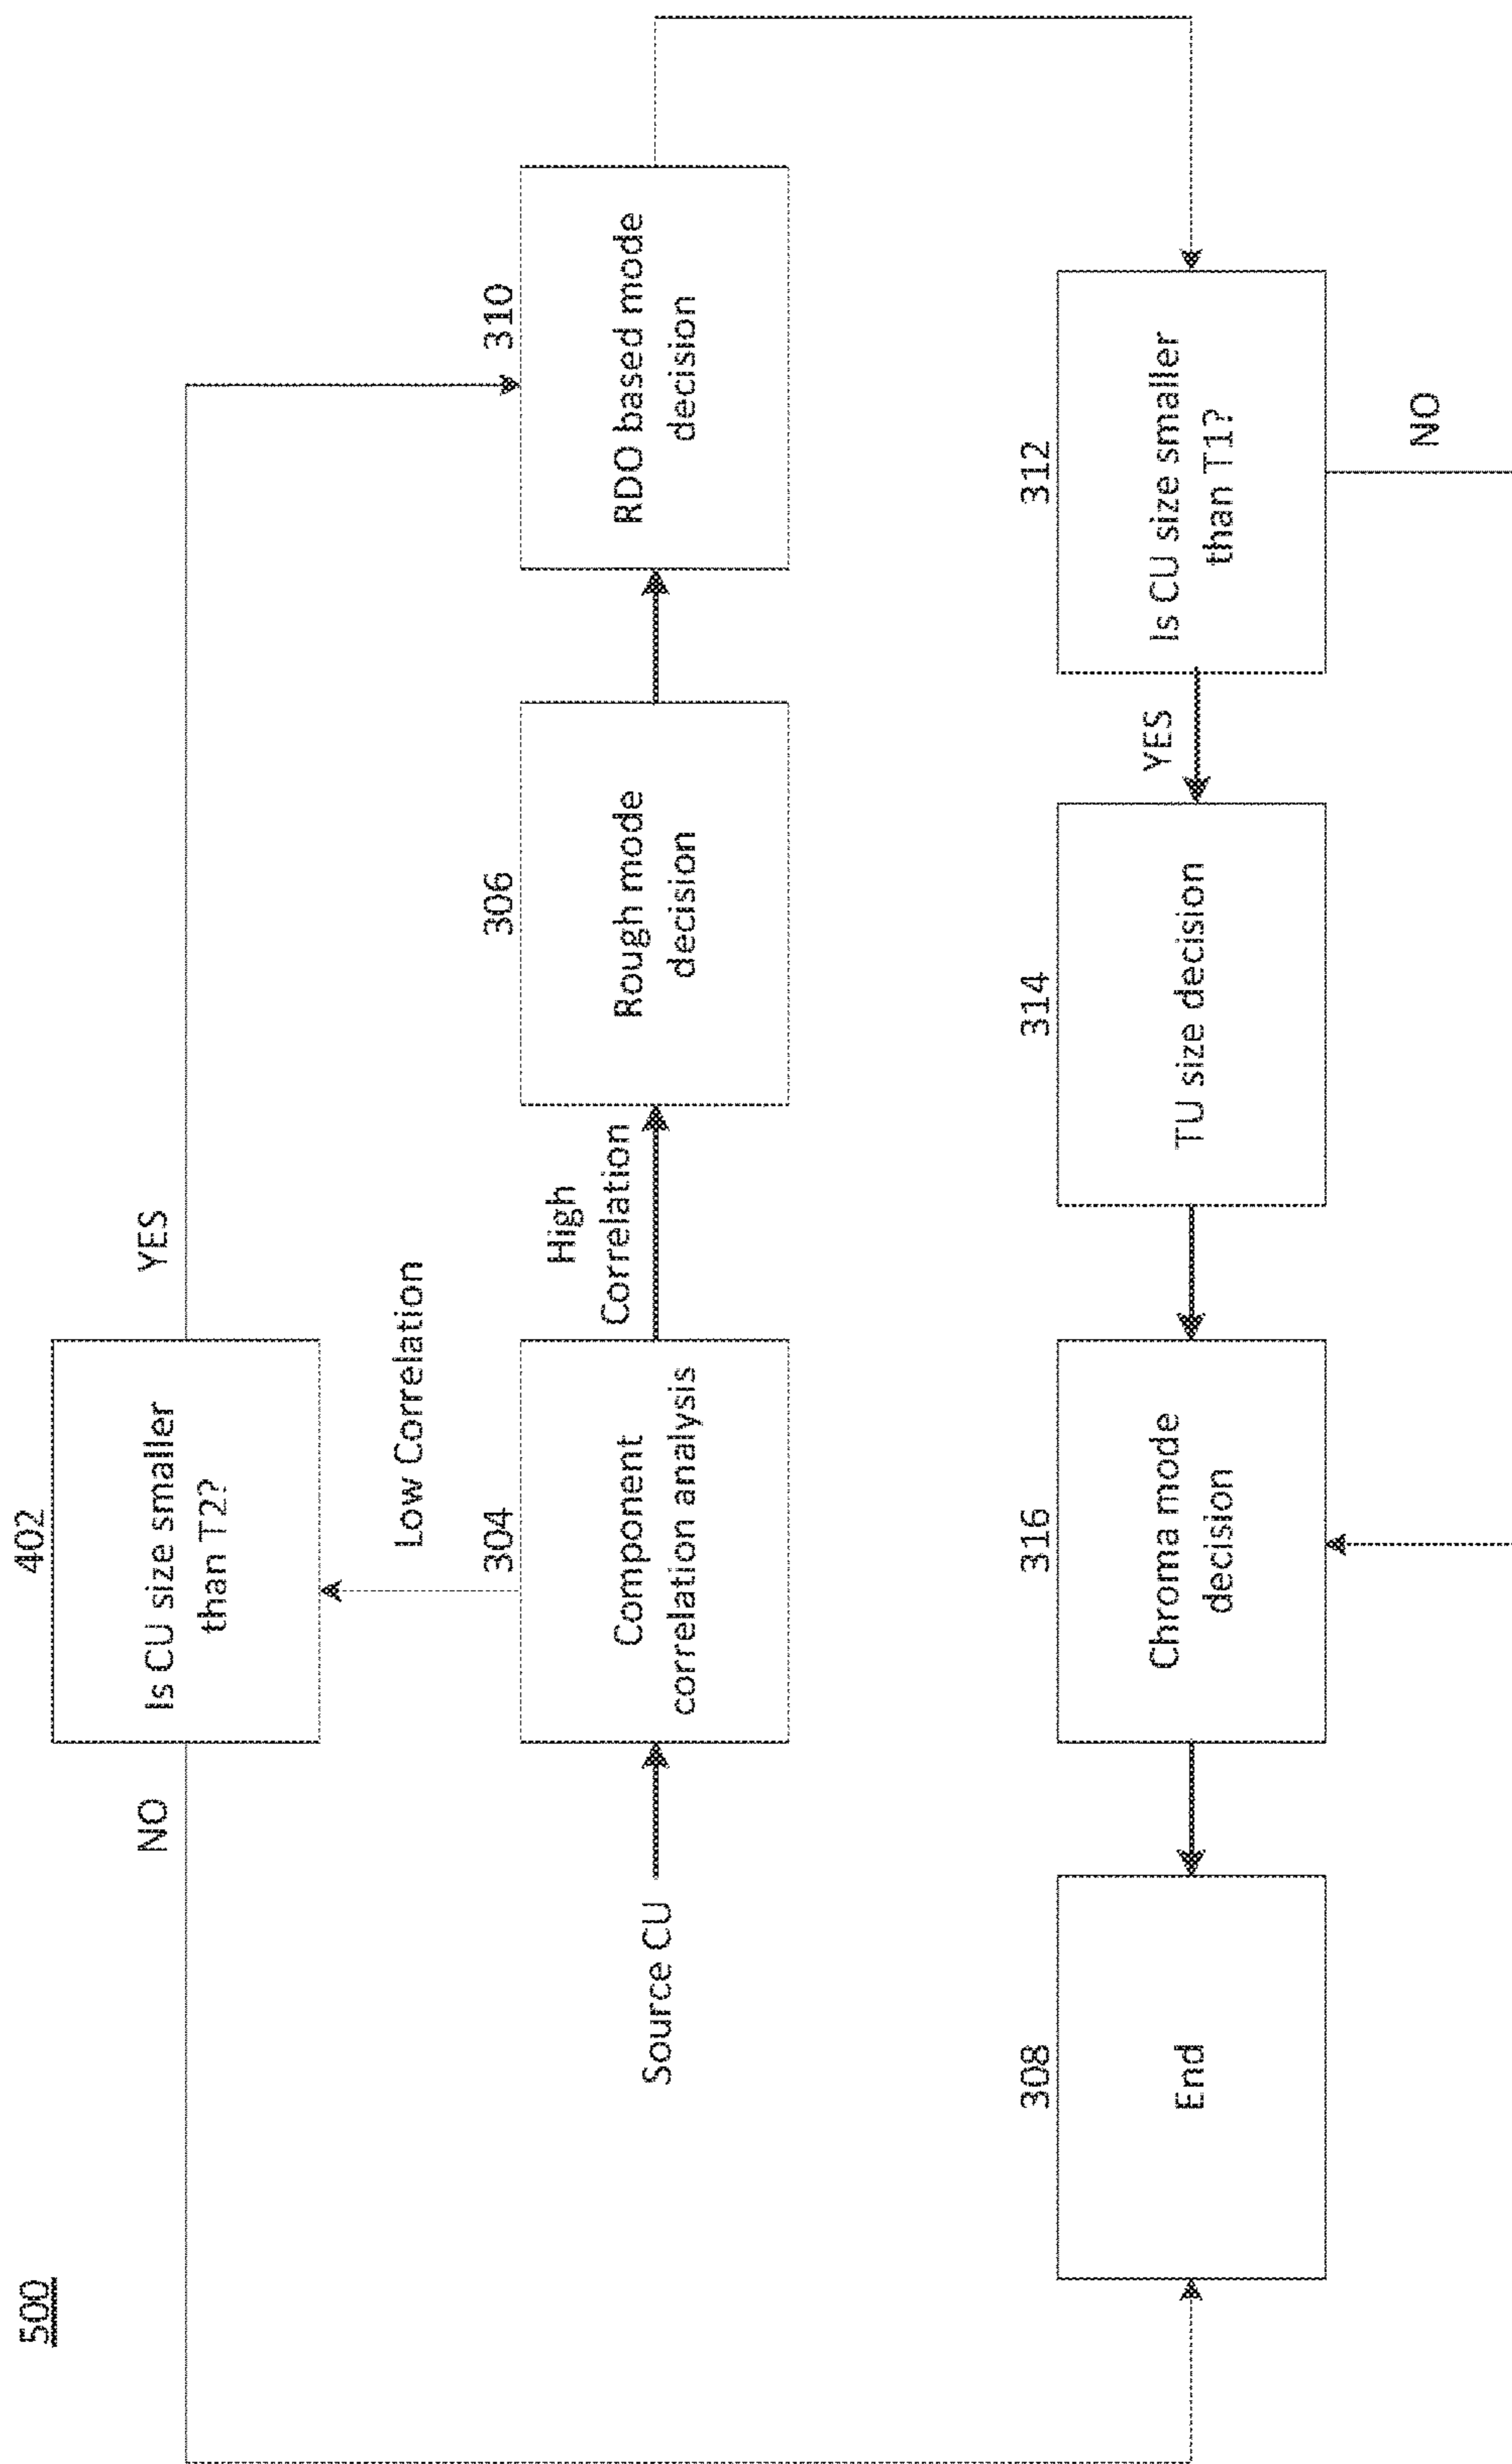 500
402
Is CU size smaller
than T2?
NO
YES
Low Correlation
Source CU
304
Component
correlation analysis
High
Correlation
306
Rough mode
decision
310
RDO based mode
decision
308
End
316
Chroma mode
decision
314
TU size decision
YES
312
Is CU size smaller
than T1?
NO